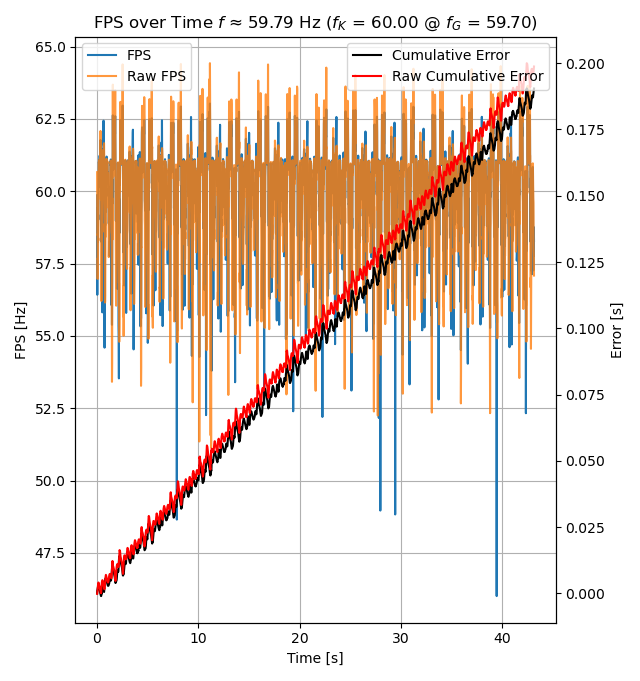 FPS over Time f ≈ 59.79 Hz (f_K = 60.00 @ f_G = 59.70)
FPS
Raw FPS
Cumulative Error
Raw Cumulative Error
65.0
62.5
60.0
57.5
55.0
52.5
50.0
47.5
FPS [Hz]
0.200
0.175
0.150
0.125
0.100
0.075
0.050
0.025
0.000
Error [s]
0 10 20 30 40
Time [s]